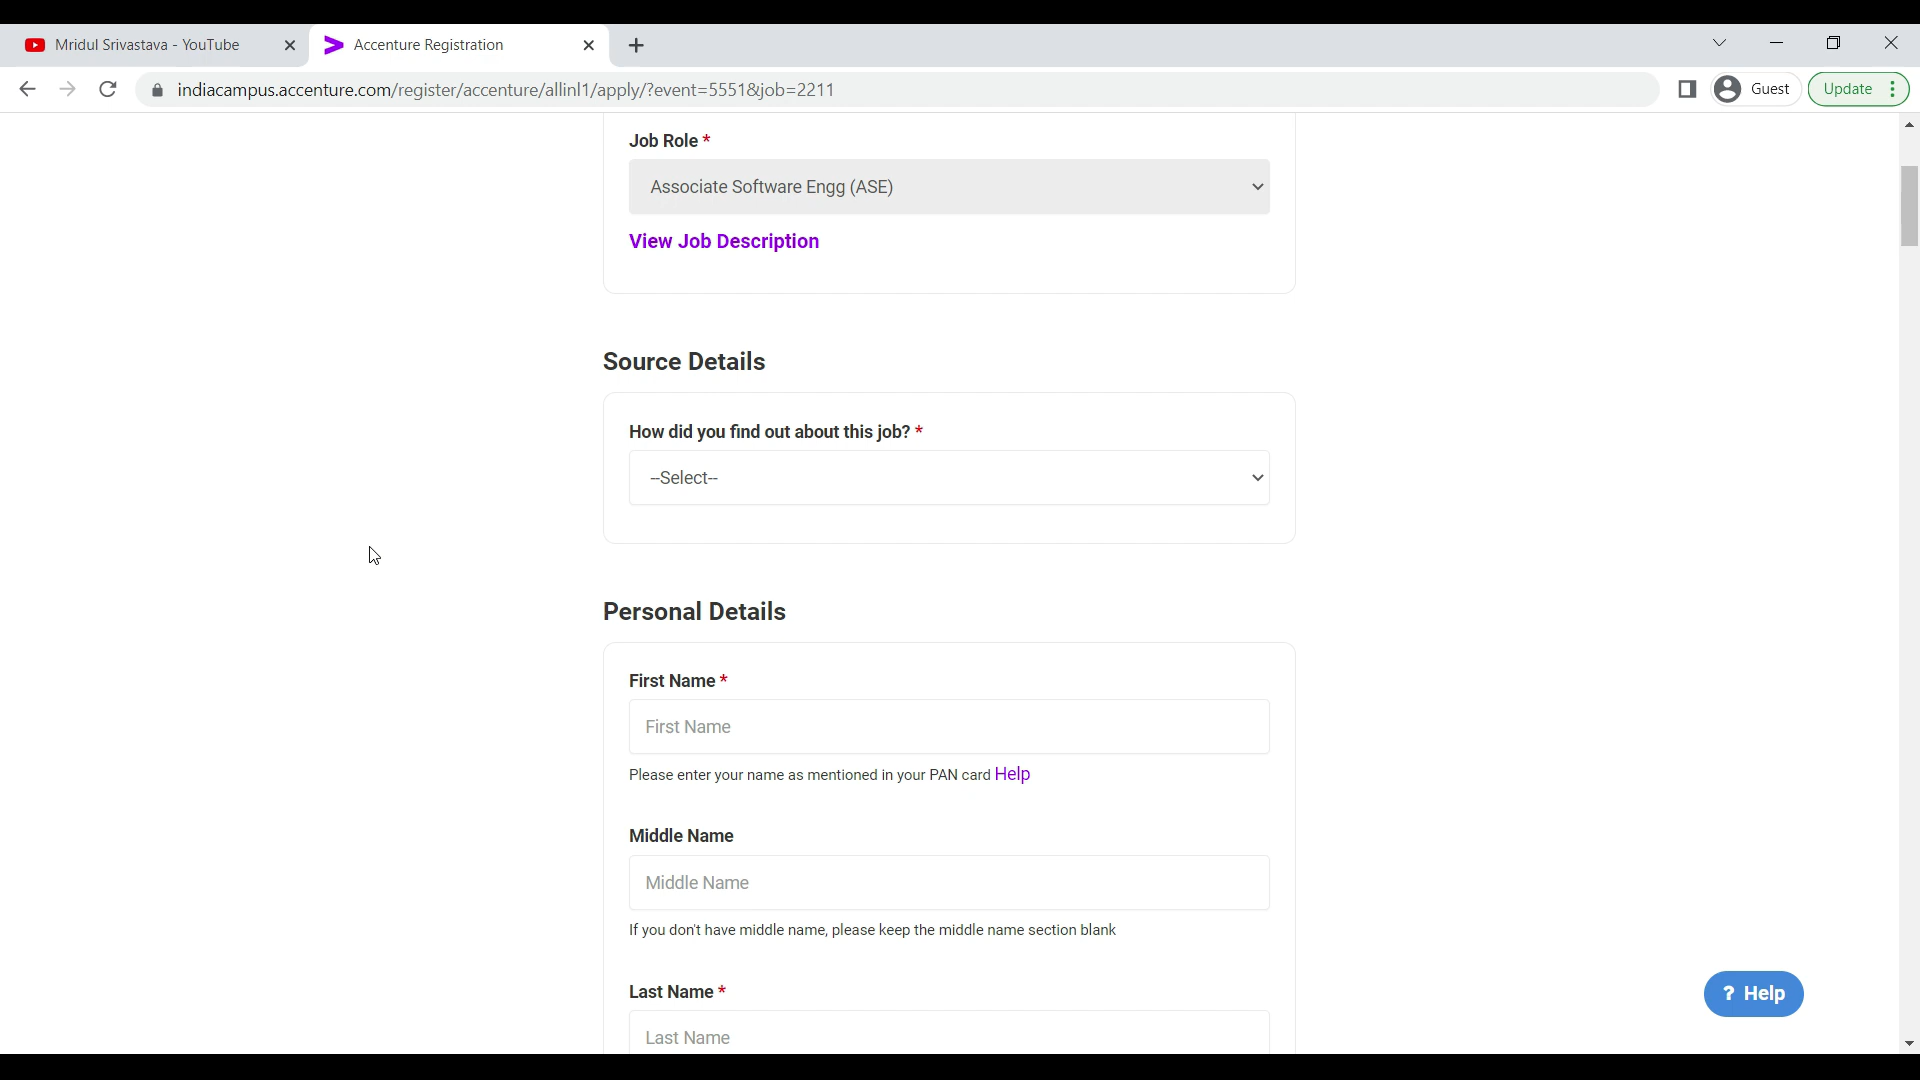 Mridul Srivastava - YouTube
Accenture Registration
indiacampus.accenture.com/register/accenture/allinl1/apply/?event=5551&job=2211
Guest
Update
Job Role *
Associate Software Engg (ASE)
View Job Description
Source Details
How did you find out about this job? *
--Select--
Personal Details
First Name *
First Name
Please enter your name as mentioned in your PAN card Help
Middle Name
Middle Name
If you don't have middle name, please keep the middle name section blank
Last Name *
Last Name
? Help